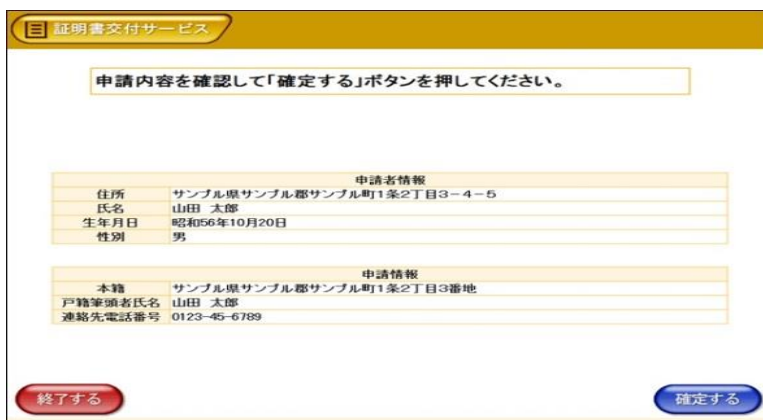 証明書交付サービス
申請内容を確認して「確定する」ボタンを押してください。
申請者情報
住所 サンプル県サンプル郡サンプル町1条2丁目3－4－5
氏名 山田 太郎
生年月日 昭和56年10月20日
性別 男
申請情報
本籍 サンプル県サンプル郡サンプル町1条2丁目3番地
戸籍筆頭者氏名 山田 太郎
連絡先電話番号 0123-45-6789
終了する 確定する